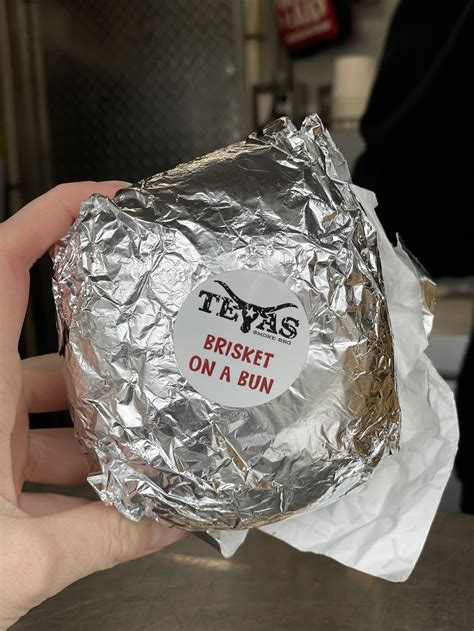 TEXAS
SMOKE BBQ
BRISKET
ON A BUN